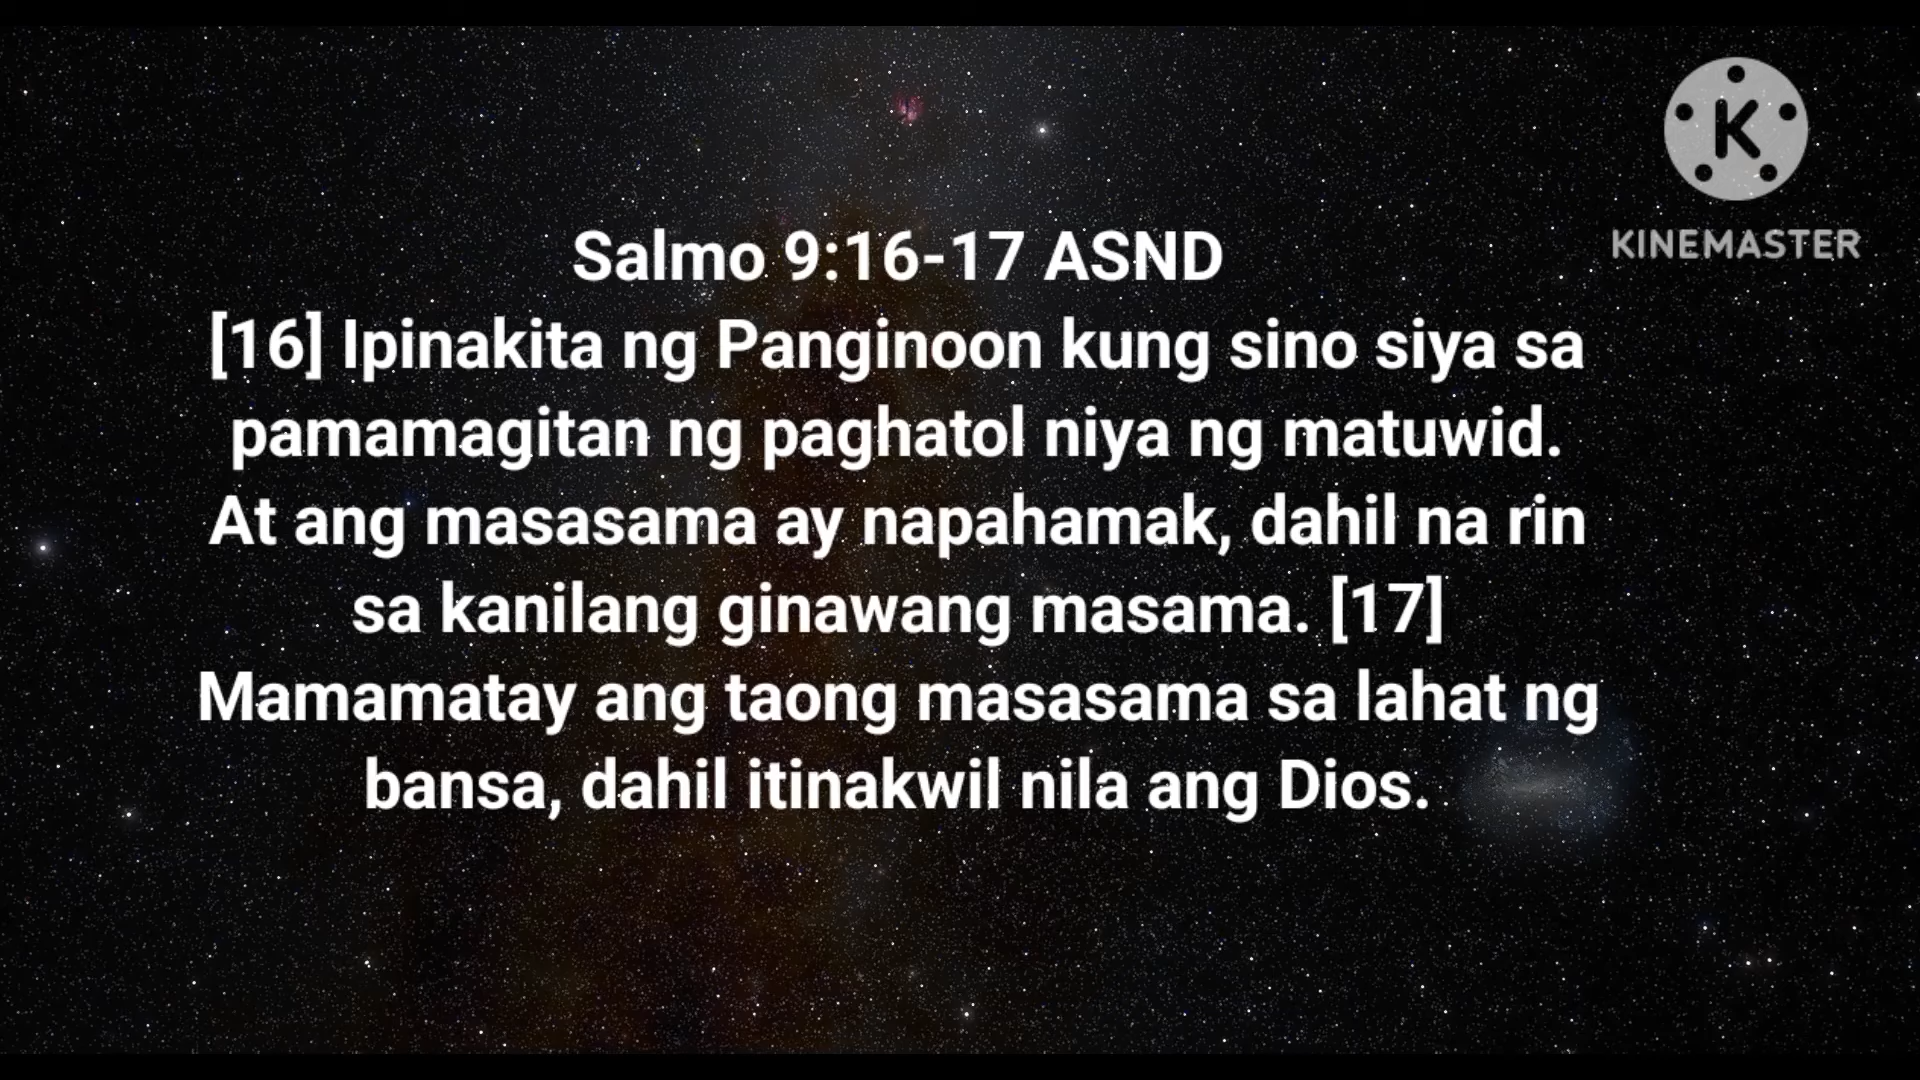 KINEMASTER
Salmo 9:16-17 ASND
[16] Ipinakita ng Panginoon kung sino siya sa
pamamagitan ng paghatol niya ng matuwid.
At ang masasama ay napahamak, dahil na rin
sa kanilang ginawang masama. [17]
Mamamatay ang taong masasama sa lahat ng
bansa, dahil itinakwil nila ang Dios.